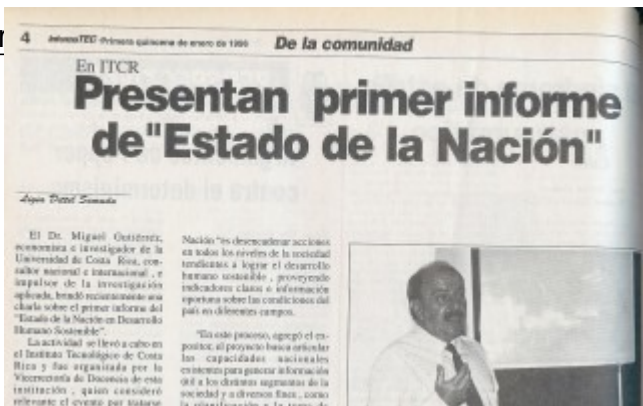 4 InformaTEC Primera quincena de enero de 1996 De la comunidad
En ITCR
Presentan primer informe
de "Estado de la Nación"
El Dr. Miguel Gutiérrez,
economista e investigador de la
Universidad de Costa Rica, con-
sultor nacional e internacional , e
impulsor de la investigación
aplicada, brindó recientemente una
charla sobre el primer informe del
"Estado de la Nación en Desarrollo
Humano Sostenible".
La actividad se llevó a cabo en
el Instituto Tecnológico de Costa
Rica y fue organizada por la
Vicerrectoría de Docencia de esta
institución , quien consideró
relevante el evento por tratarse
Nación "es desencadenar acciones
en todos los niveles de la sociedad
tendientes a lograr el desarrollo
humano sostenible , proveyendo
indicadores claros e información
oportuna sobre las condiciones del
país en diferentes campos.
"En este proceso, agregó el ex-
positor, el proyecto busca articular
las capacidades nacionales
existentes para generar información
útil a los distintos segmentos de la
sociedad y a diversos fines , como